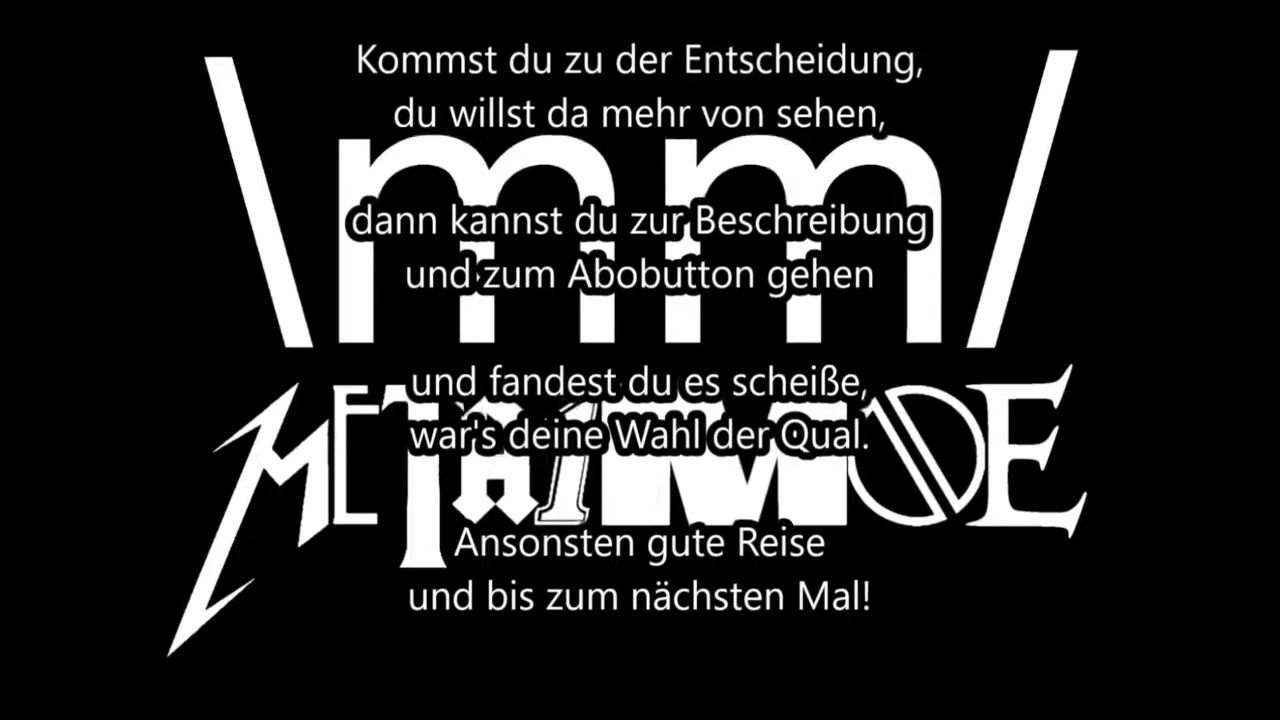 Kommst du zu der Entscheidung,
du willst da mehr von sehen,
\mm/
dann kannst du zur Beschreibung
und zum Abobutton gehen
und fandest du es scheiße,
war's deine Wahl der Qual.
Ansonsten gute Reise
und bis zum nächsten Mal!